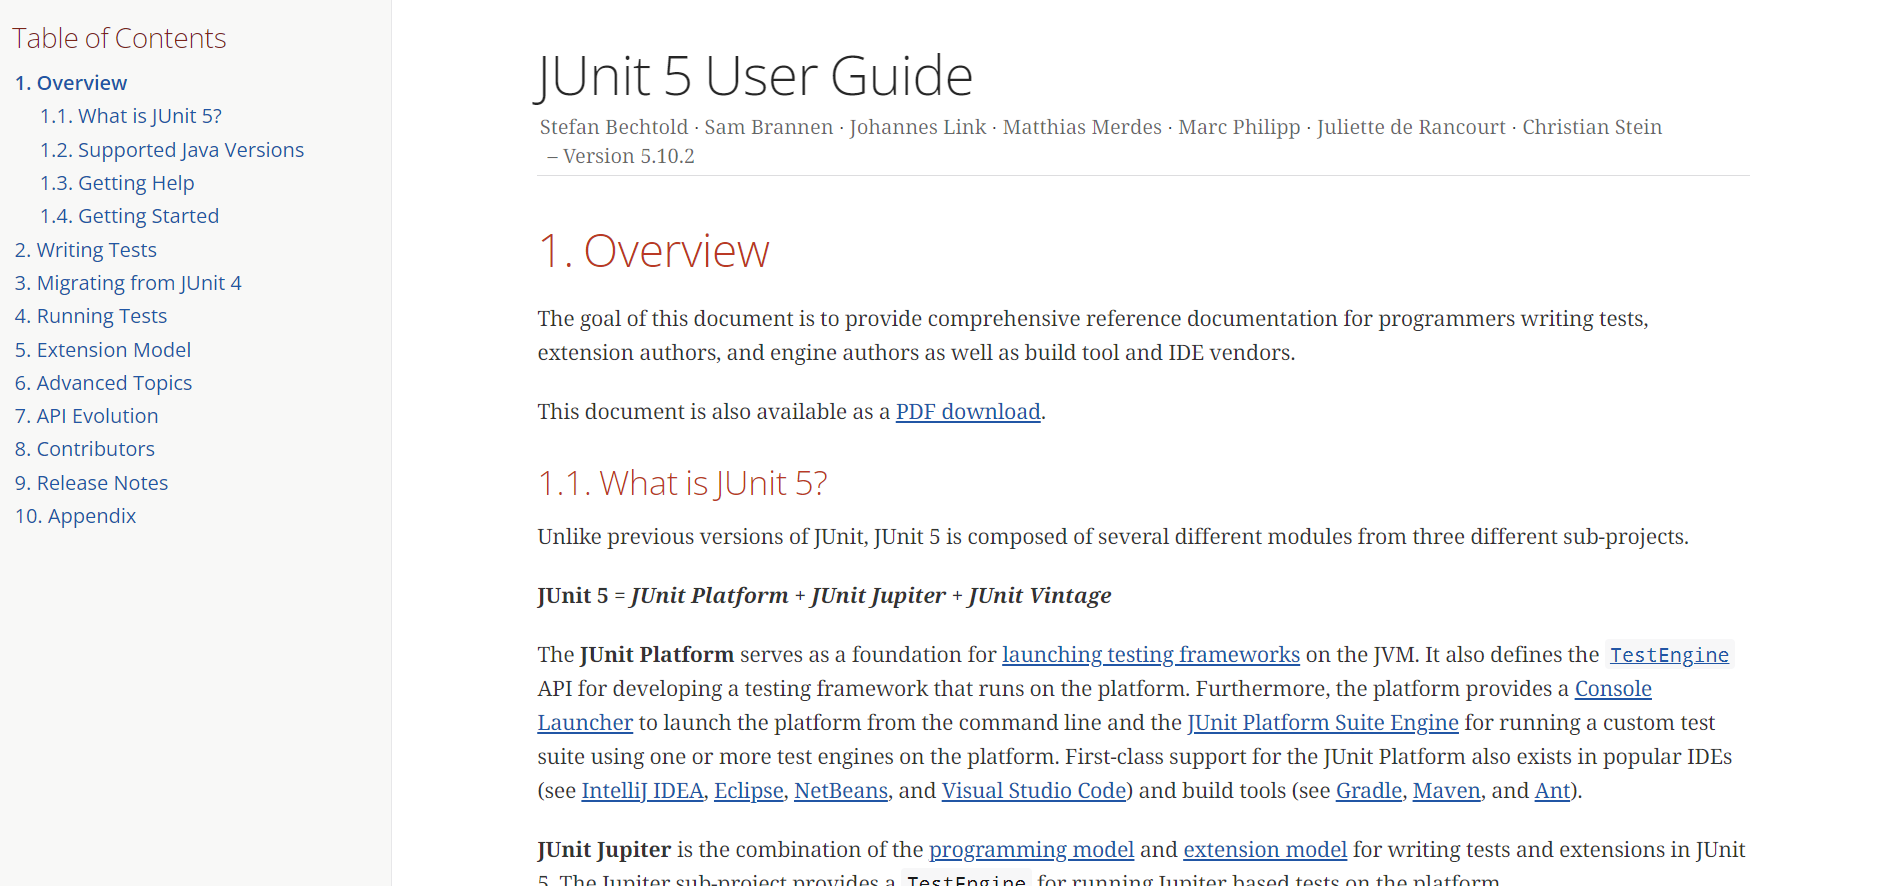 Table of Contents
1. Overview
1.1. What is JUnit 5?
1.2. Supported Java Versions
1.3. Getting Help
1.4. Getting Started
2. Writing Tests
3. Migrating from JUnit 4
4. Running Tests
5. Extension Model
6. Advanced Topics
7. API Evolution
8. Contributors
9. Release Notes
10. Appendix
JUnit 5 User Guide
Stefan Bechtold · Sam Brannen · Johannes Link · Matthias Merdes · Marc Philipp · Juliette de Rancourt · Christian Stein
– Version 5.10.2
1. Overview
The goal of this document is to provide comprehensive reference documentation for programmers writing tests,
extension authors, and engine authors as well as build tool and IDE vendors.
This document is also available as a PDF download.
1.1. What is JUnit 5?
Unlike previous versions of JUnit, JUnit 5 is composed of several different modules from three different sub-projects.
JUnit 5 = JUnit Platform + JUnit Jupiter + JUnit Vintage
The JUnit Platform serves as a foundation for launching testing frameworks on the JVM. It also defines the TestEngine
API for developing a testing framework that runs on the platform. Furthermore, the platform provides a Console
Launcher to launch the platform from the command line and the JUnit Platform Suite Engine for running a custom test
suite using one or more test engines on the platform. First-class support for the JUnit Platform also exists in popular IDEs
(see IntelliJ IDEA, Eclipse, NetBeans, and Visual Studio Code) and build tools (see Gradle, Maven, and Ant).
JUnit Jupiter is the combination of the programming model and extension model for writing tests and extensions in JUnit
5. The Jupiter sub-project provides a TestEngine for running Jupiter based tests on the platform.